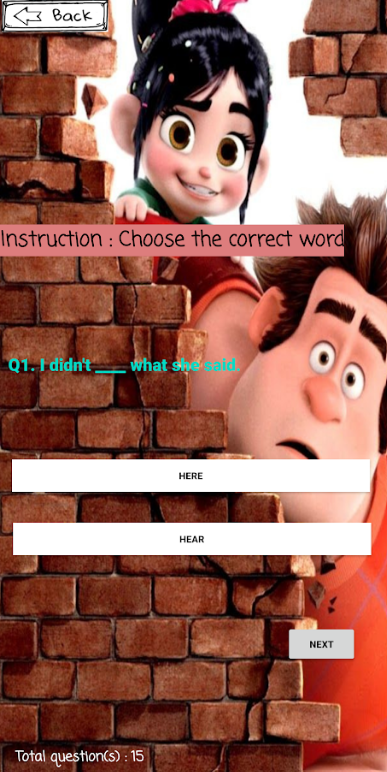 Back
Instruction : Choose the correct word
Q1. I didn't ____ what she said.
HERE
HEAR
NEXT
Total question(s) : 15